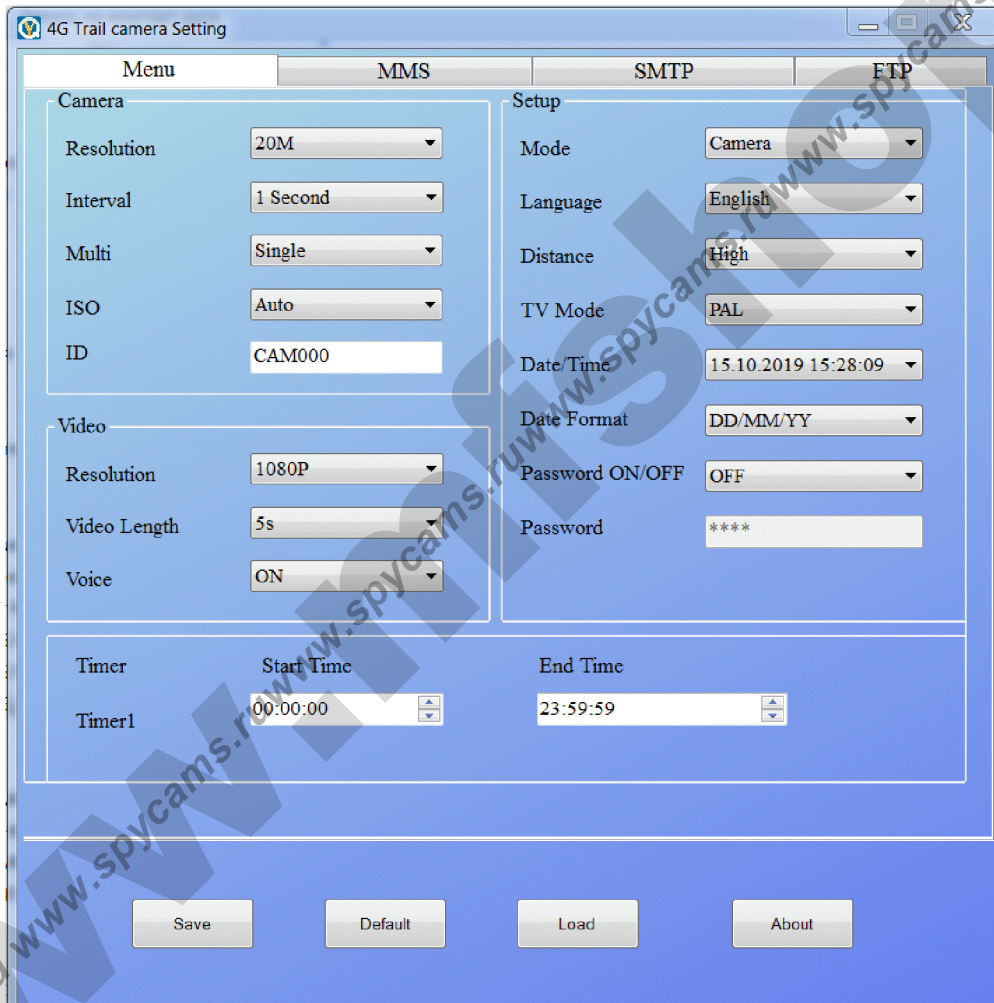 4G Trail camera Setting
Menu MMS SMTP FTP
Camera
Resolution 20M
Interval 1 Second
Multi Single
ISO Auto
ID CAM000
Video
Resolution 1080P
Video Length 5s
Voice ON
Setup
Mode Camera
Language English
Distance High
TV Mode PAL
Date/Time 15.10.2019 15:28:09
Date Format DD/MM/YY
Password ON/OFF OFF
Password ****
Timer Start Time End Time
Timer1 00:00:00 23:59:59
Save Default Load About
www.spycams.ru
www.spycams.ru
www.spycams.ru
www.spycams.ru